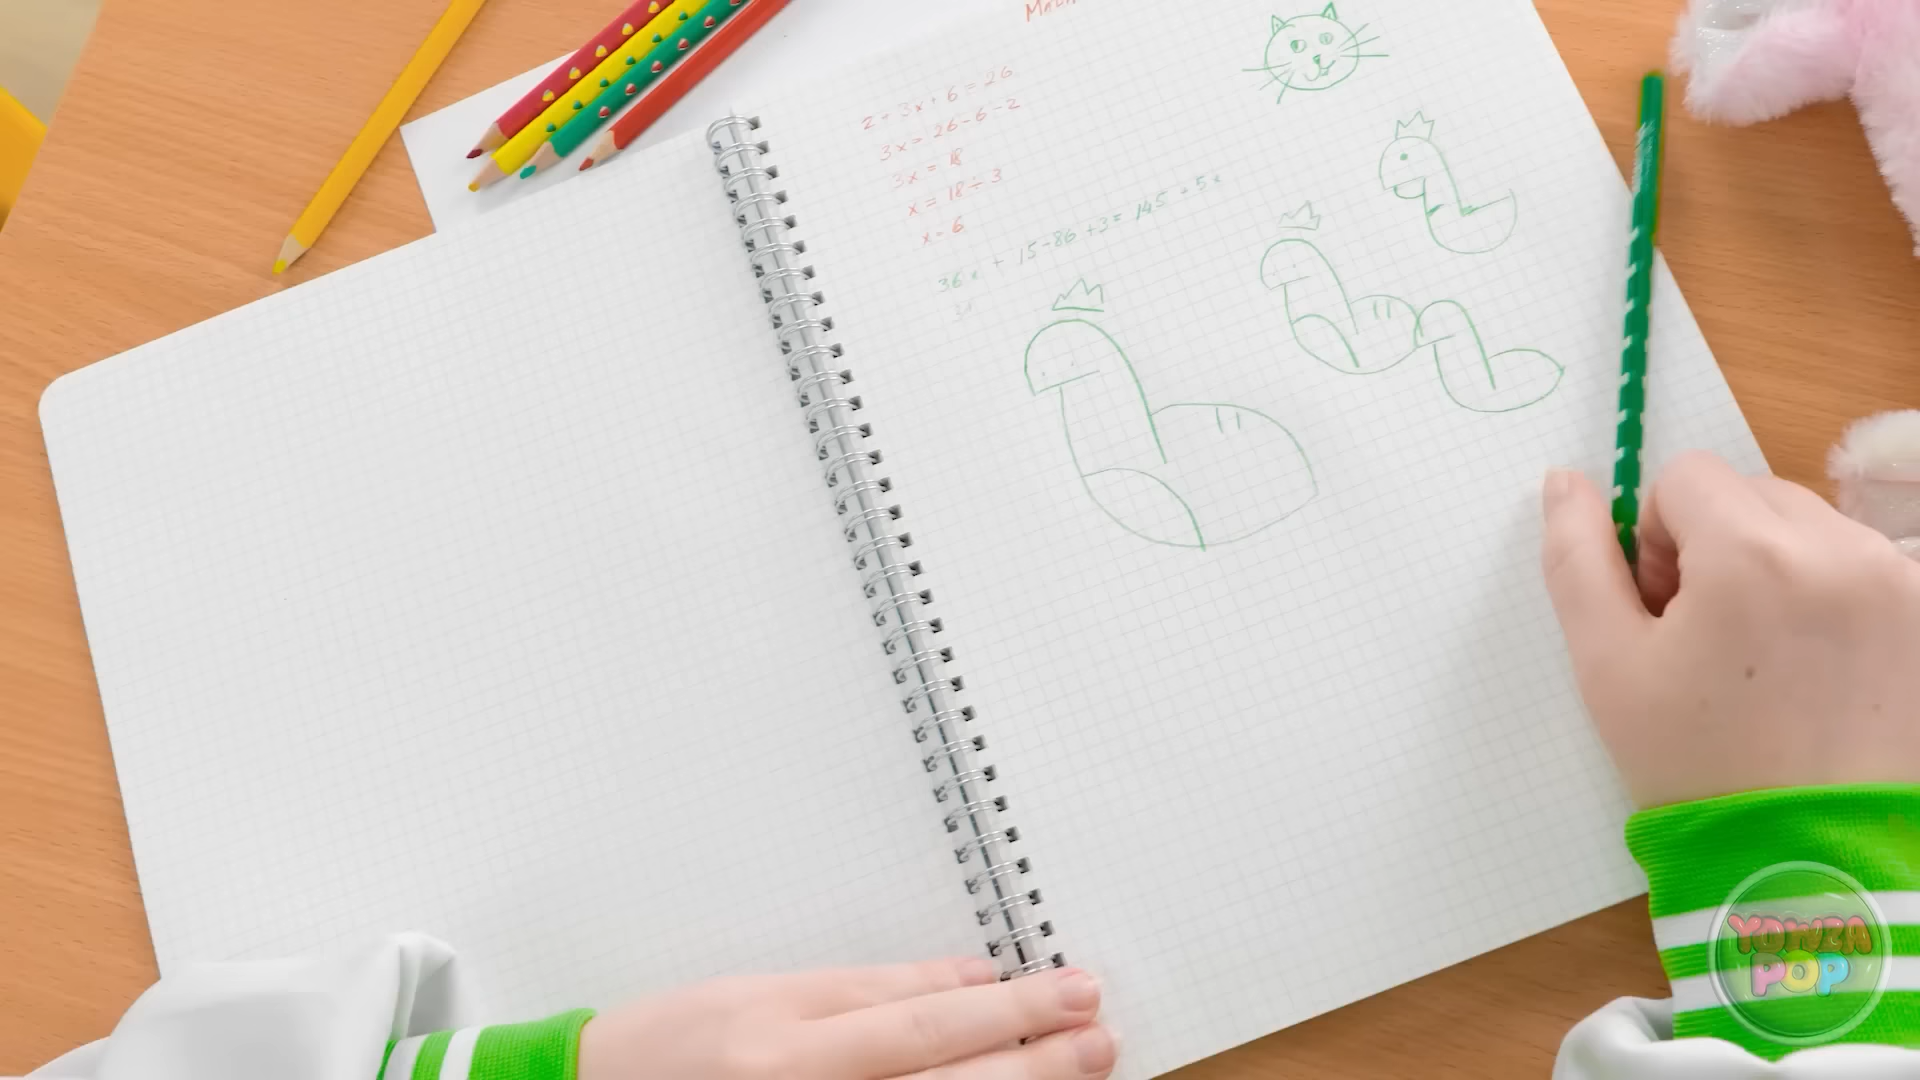 2+3x+6=26
3x=26-6-2
3x=18
x=18÷3
x=6
36x+15-86+3=145+5x
YOWZA
POP